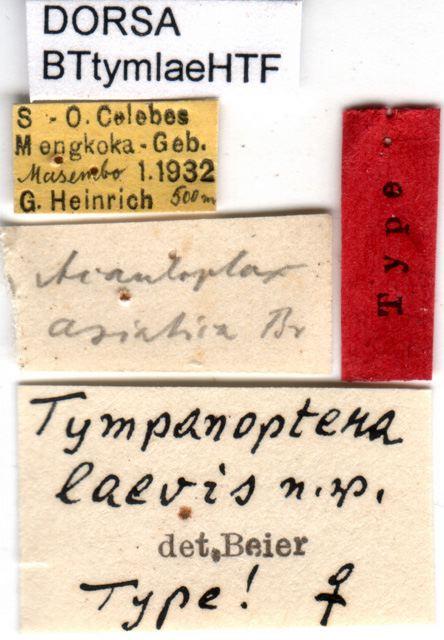 DORSA
BTtymlaeHTF
S.-O. Celebes
Mengkoka-Geb.
Masembo 1.1932
G. Heinrich 500m
Type
Acantoplax
asiatica Br
Tympanoptera
laevis n. sp.
det. Beier
Type! ♀